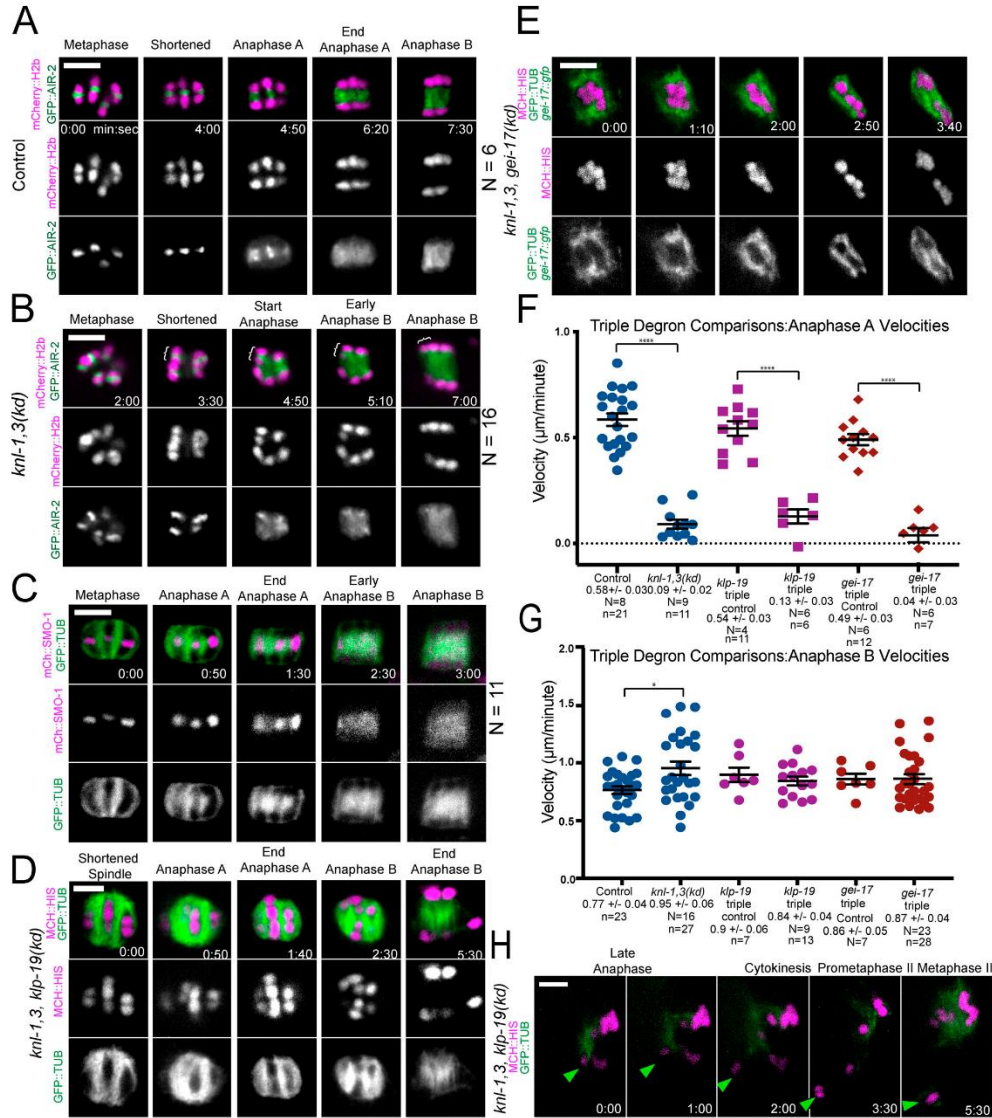 A
Metaphase
Shortened
Anaphase A
End
Anaphase A
Anaphase B
Control
mCherry::H2b
GFP::AIR-2
0:00 min:sec
4:00
4:50
6:20
7:30
mCherry::H2b
GFP::AIR-2
N = 6
B
Metaphase
Shortened
Start
Anaphase
Early
Anaphase B
Anaphase B
knl-1,3(kd)
mCherry::H2b
GFP::AIR-2
2:00
3:30
4:50
5:10
7:00
mCherry::H2b
GFP::AIR-2
N = 16
C
Metaphase
Anaphase A
End
Anaphase A
Early
Anaphase B
Anaphase B
mCh::SMO-1
GFP::TUB
0:00
0:50
1:30
2:30
3:00
mCh::SMO-1
GFP::TUB
N = 11
D
Shortened
Spindle
Anaphase A
End
Anaphase A
Anaphase B
End
Anaphase B
knl-1,3, klp-19(kd)
MCH::HIS
GFP::TUB
0:00
0:50
1:40
2:30
5:30
MCH::HIS
GFP::TUB
E
knl-1,3, gei-17(kd)
MCH::HIS
GFP::TUB
gei-17::gfp
0:00
1:10
2:00
2:50
3:40
MCH::HIS
GFP::TUB
gei-17::gfp
F
Triple Degron Comparisons:Anaphase A Velocities
****
****
****
Velocity (µm/minute)
1.0
0.5
0.0
Control
0.58+/- 0.03
N=8
n=21
knl-1,3(kd)
0.09 +/- 0.02
N=9
n=11
klp-19
triple
control
0.54 +/- 0.03
N=4
n=11
klp-19
triple
0.13 +/- 0.03
N=6
n=6
gei-17
triple
Control
0.49 +/- 0.03
N=6
n=12
gei-17
triple
0.04 +/- 0.03
N=6
n=7
G
Triple Degron Comparisons:Anaphase B Velocities
*
Velocity (µm/minute)
2.0
1.5
1.0
0.5
0.0
Control
0.77 +/- 0.04
n=23
knl-1,3(kd)
0.95 +/- 0.06
N=16
n=27
klp-19
triple
control
0.9 +/- 0.06
n=7
klp-19
triple
0.84 +/- 0.04
N=9
n=13
gei-17
triple
Control
0.86 +/- 0.05
N=7
gei-17
triple
0.87 +/- 0.04
N=23
n=28
H
Late
Anaphase
Cytokinesis
Prometaphase II
Metaphase II
knl-1,3, klp-19(kd)
MCH::HIS
GFP::TUB
0:00
1:00
2:00
3:30
5:30